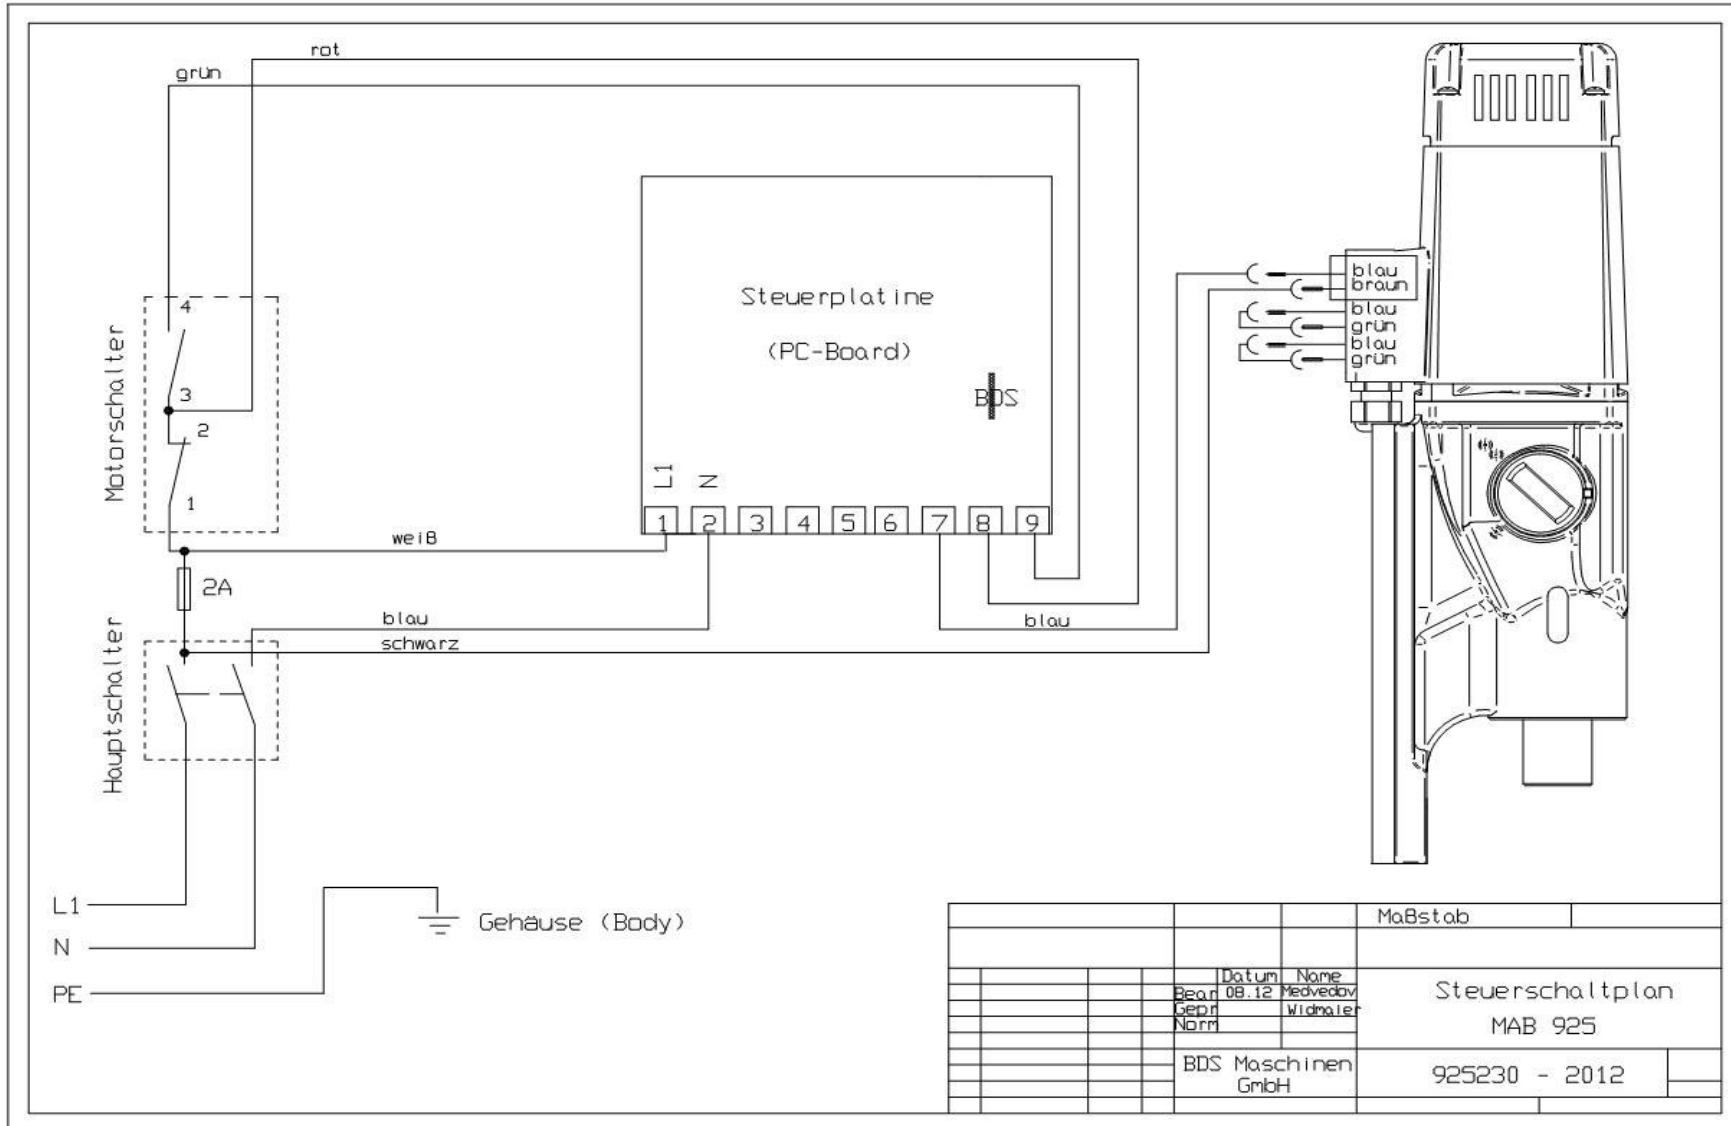 rot
grün
Motorschalter
4
3
2
1
Steuerplatine
(PC-Board)
BDS
L1
N
1 2 3 4 5 6 7 8 9
weiß
2A
blau
schwarz
blau
Hauptschalter
blau
braun
blau
grün
blau
grün
L1
N
PE
Gehäuse (Body)
Maßstab
Datum Name
Bear 08.12 Medvedov
Gepr Widmaier
Norm
Steuerschaltplan
MAB 925
BDS Maschinen
GmbH
925230 - 2012